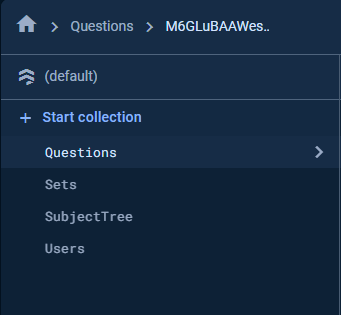 Questions M6GLuBAAWes..
(default)
+ Start collection
Questions
Sets
SubjectTree
Users